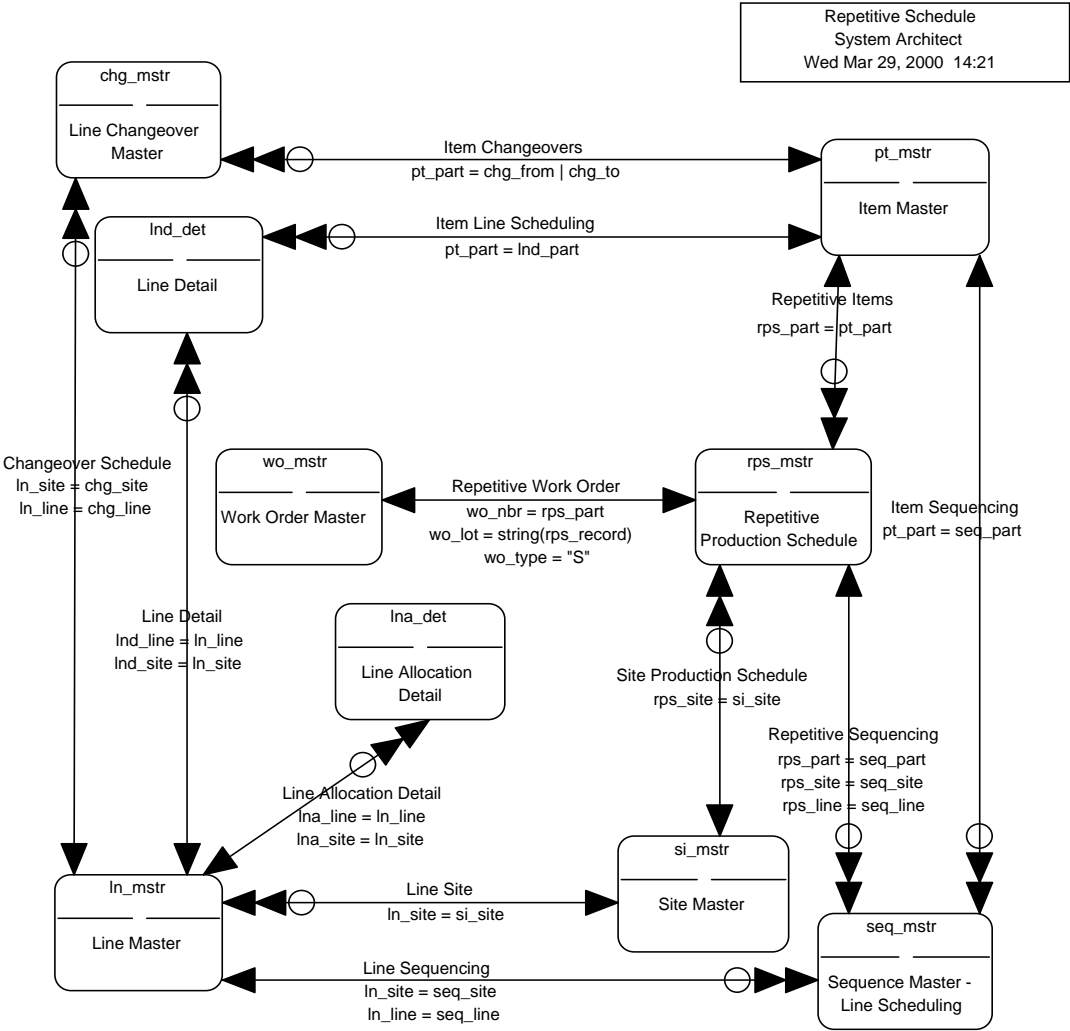 Repetitive Schedule
System Architect
Wed Mar 29, 2000 14:21
chg_mstr
Line Changeover
Master
Item Changeovers
pt_part = chg_from | chg_to
pt_mstr
Item Master
lnd_det
Line Detail
Item Line Scheduling
pt_part = lnd_part
Repetitive Items
rps_part = pt_part
Changeover Schedule
ln_site = chg_site
ln_line = chg_line
wo_mstr
Work Order Master
Repetitive Work Order
wo_nbr = rps_part
wo_lot = string(rps_record)
wo_type = "S"
rps_mstr
Repetitive
Production Schedule
Item Sequencing
pt_part = seq_part
Line Detail
lnd_line = ln_line
lnd_site = ln_site
lna_det
Line Allocation
Detail
Site Production Schedule
rps_site = si_site
Repetitive Sequencing
rps_part = seq_part
rps_site = seq_site
rps_line = seq_line
Line Allocation Detail
lna_line = ln_line
lna_site = ln_site
ln_mstr
Line Master
Line Site
ln_site = si_site
si_mstr
Site Master
seq_mstr
Sequence Master -
Line Scheduling
Line Sequencing
ln_site = seq_site
ln_line = seq_line